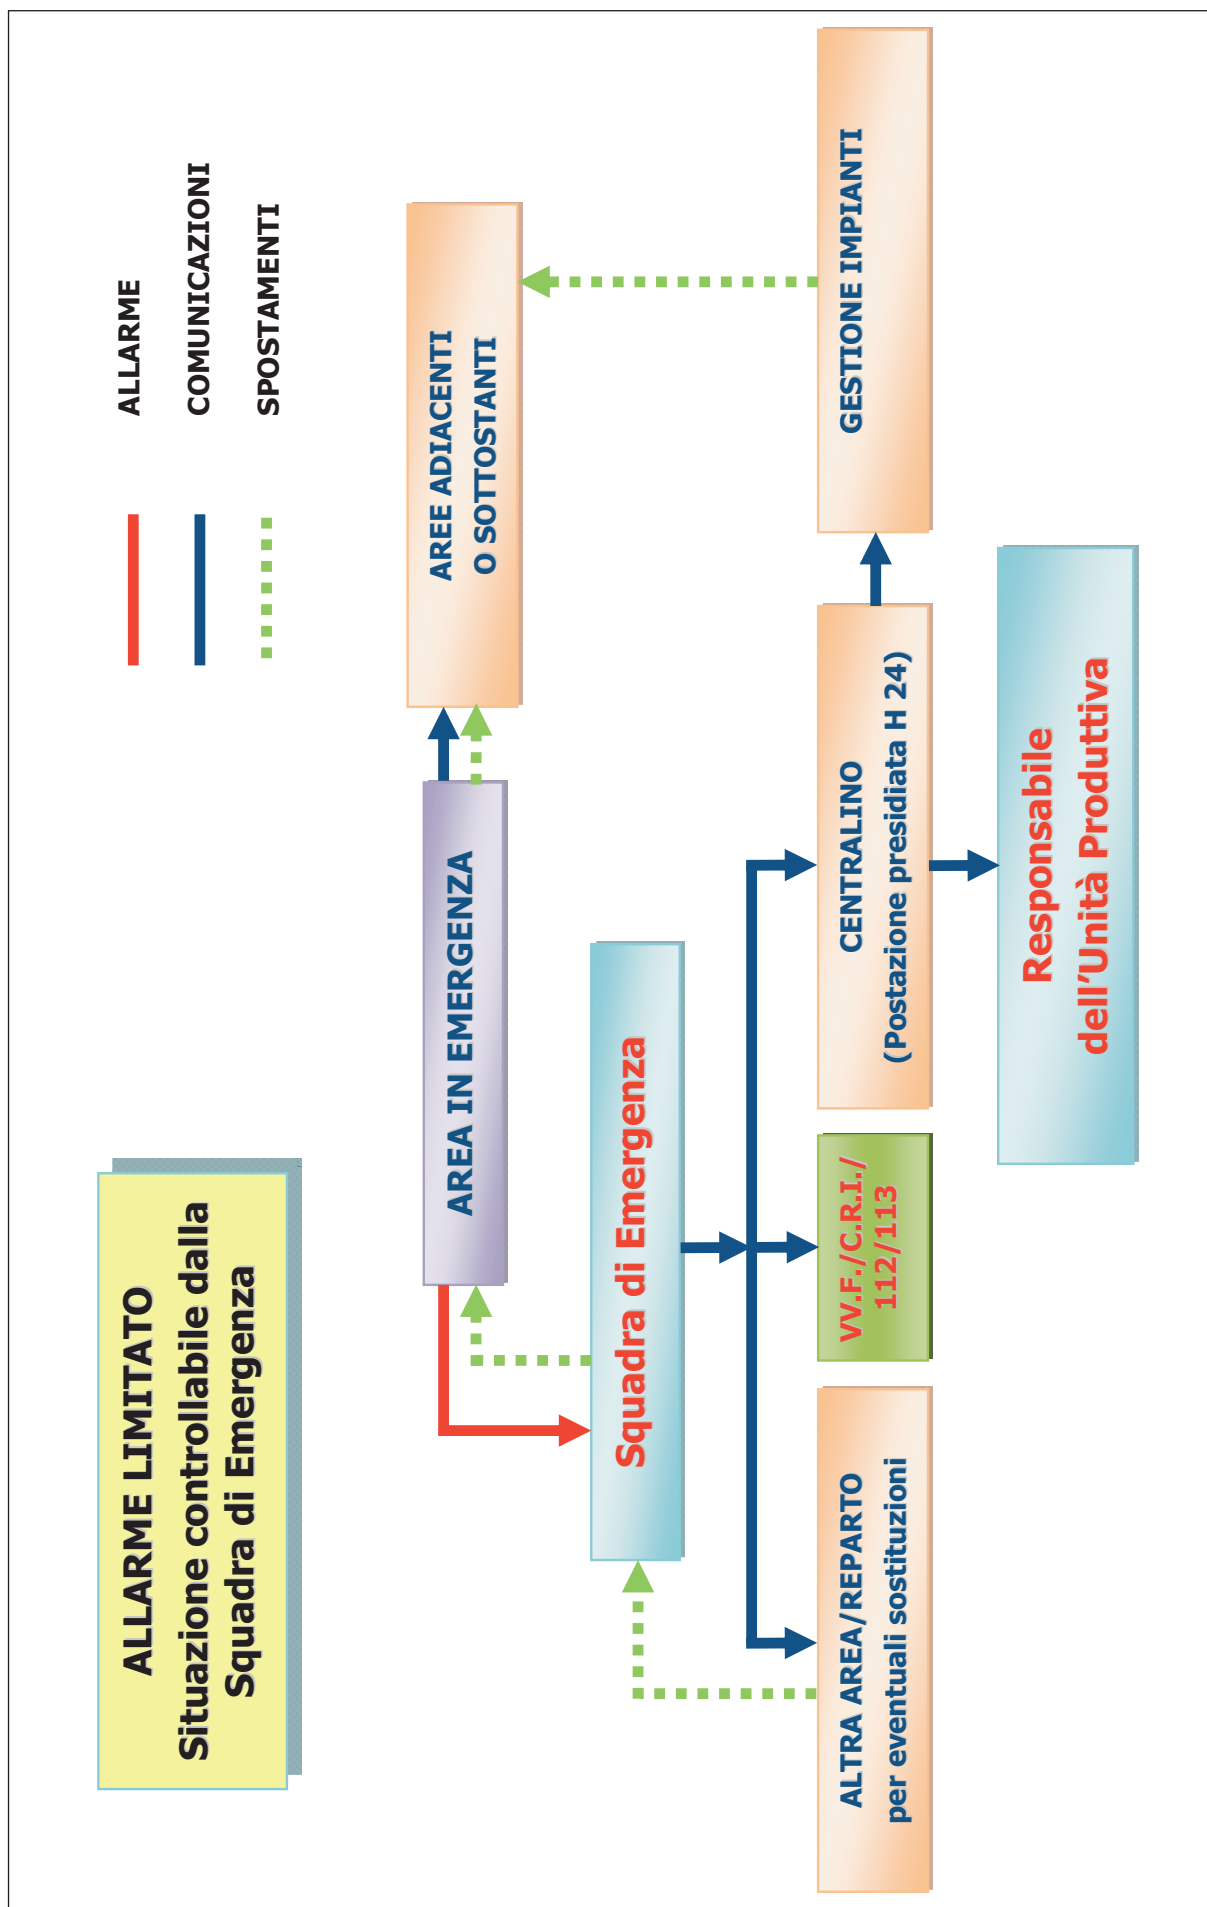 ALLARME LIMITATO
Situazione controllabile dalla
Squadra di Emergenza
ALLARME
COMUNICAZIONI
SPOSTAMENTI
AREA IN EMERGENZA
AREE ADIACENTI
O SOTTOSTANTI
Squadra di Emergenza
ALTRA AREA/REPARTO
per eventuali sostituzioni
VV.F./C.R.I./
112/113
CENTRALINO
(Postazione presidiata H 24)
GESTIONE IMPIANTI
Responsabile
dell'Unità Produttiva